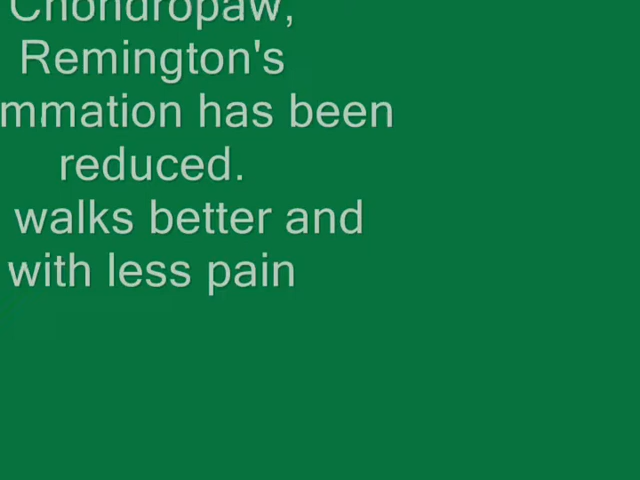 Chondropaw,
Remington's
mmation has been
reduced.
walks better and
with less pain